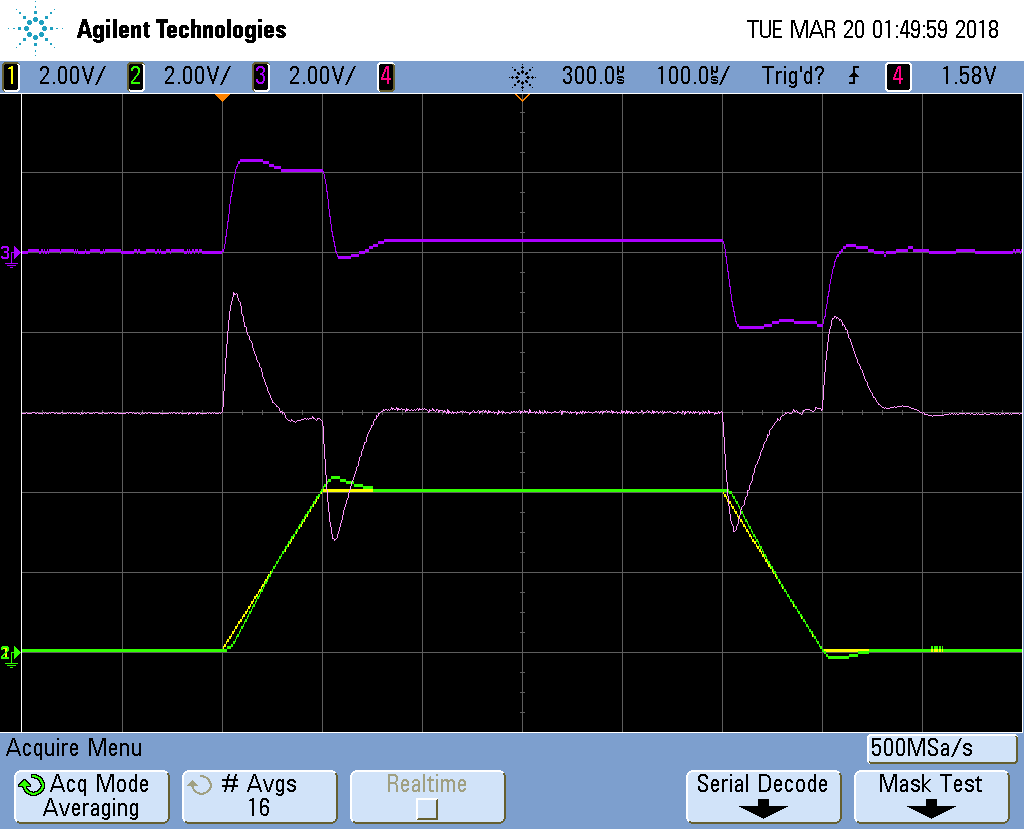 Agilent Technologies
TUE MAR 20 01:49:59 2018
1 2.00V/ 2 2.00V/ 3 2.00V/ 4 300.0µs 100.0µs/ Trig'd? 4 1.58V
3
2
Acquire Menu
500MSa/s
Acq Mode
Averaging
# Avgs
16
Realtime
Serial Decode
Mask Test